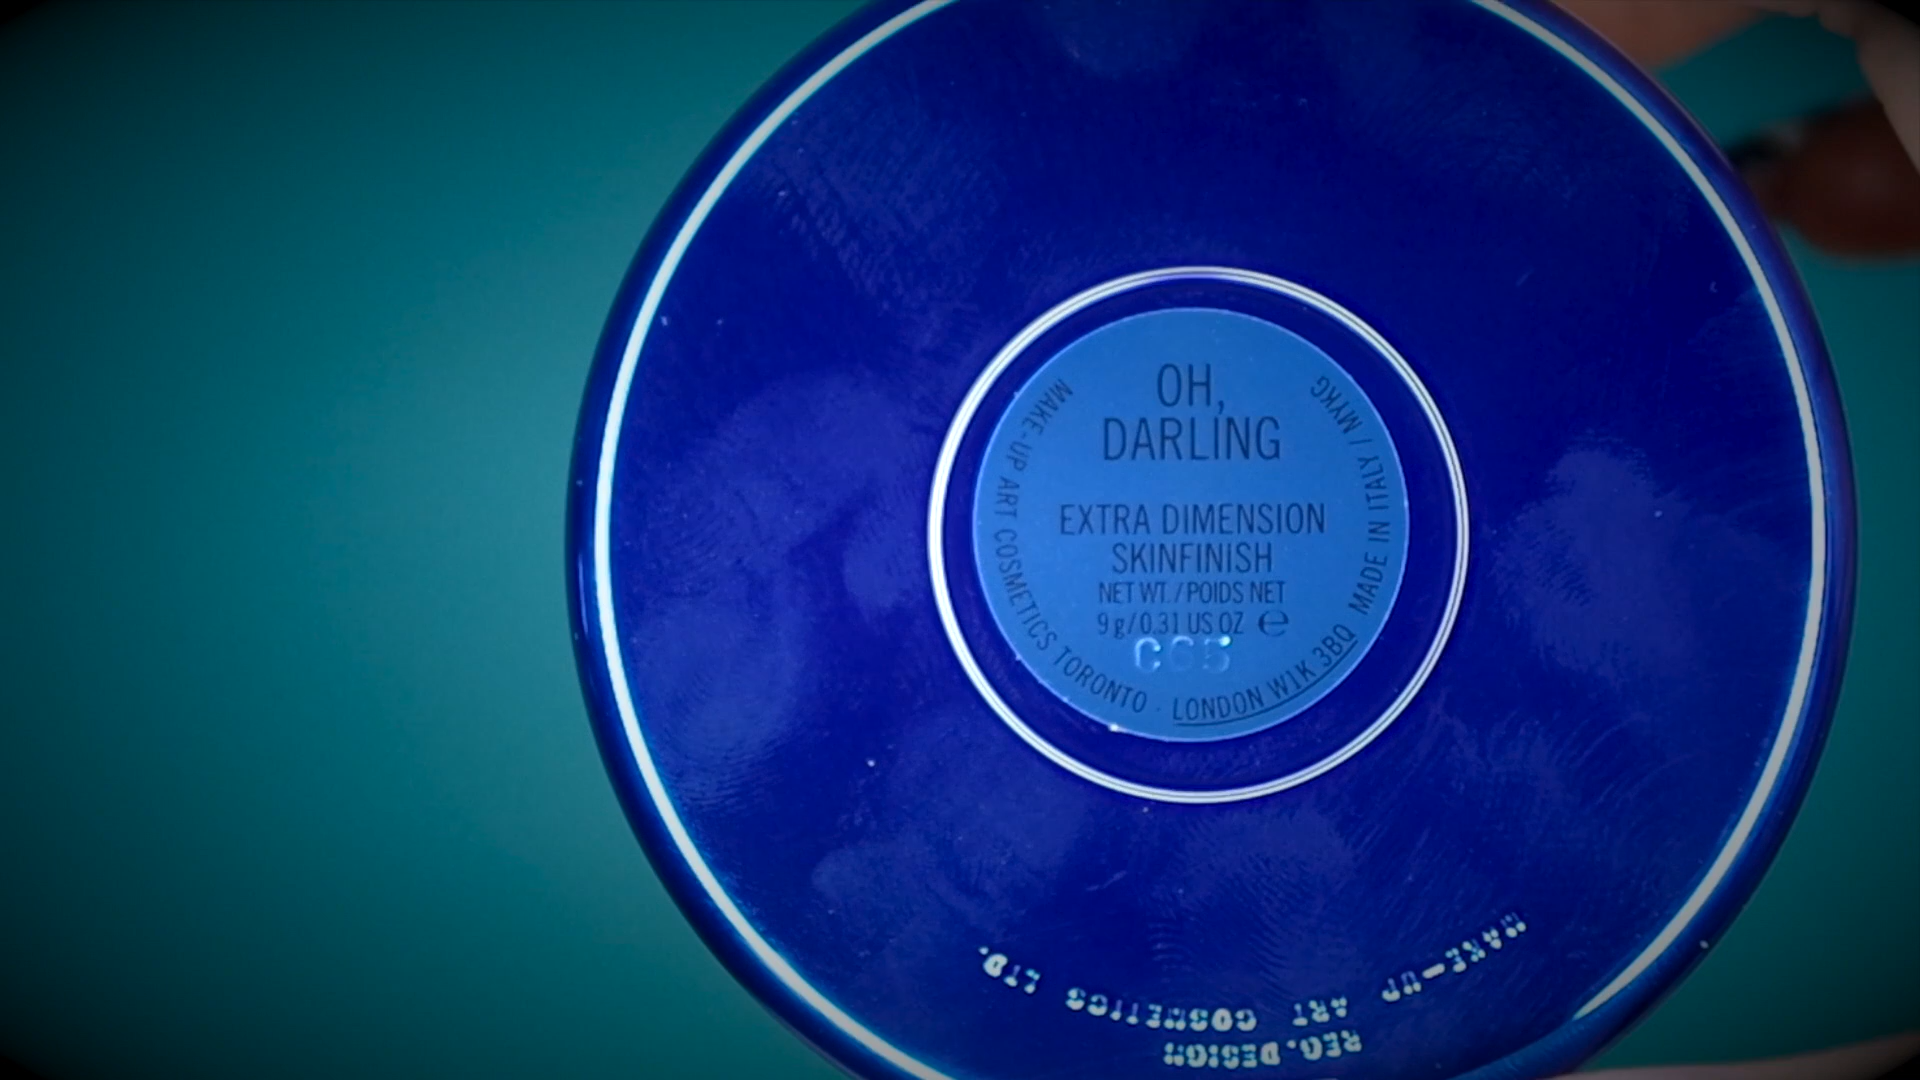 OH,
DARLING
EXTRA DIMENSION
SKINFINISH
NET WT. / POIDS NET
9 g / 0.31 US OZ ℮
C65
MAKE-UP ART COSMETICS TORONTO · LONDON W1K 3BQ MADE IN ITALY / MYKG
MAKE-UP ART COSMETICS LTD.
REG. DESIGN